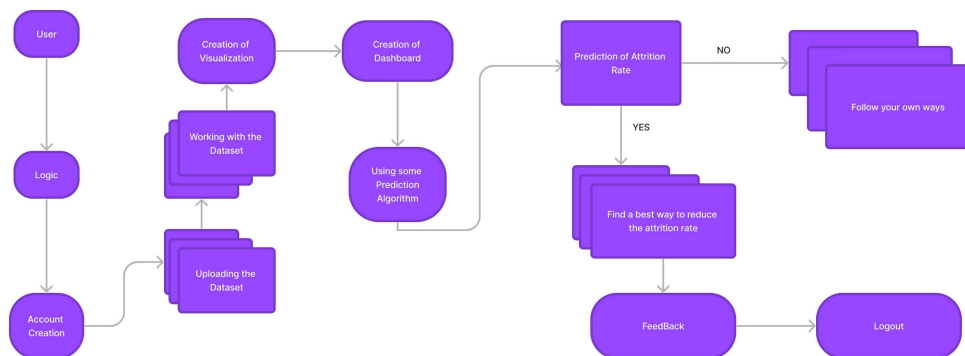 User
Logic
Account
Creation
Uploading the
Dataset
Working with the
Dataset
Creation of
Visualization
Creation of
Dashboard
Using some
Prediction
Algorithm
Prediction of Attrition
Rate
NO
Follow your own ways
YES
Find a best way to reduce
the attrition rate
FeedBack
Logout